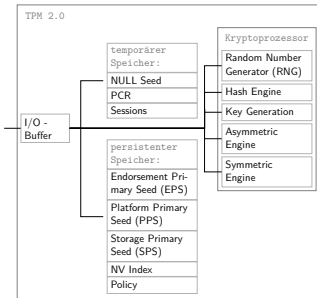 TPM 2.0
Kryptoprozessor
temporärer
Speicher:
NULL Seed
PCR
Sessions
Random Number
Generator (RNG)
Hash Engine
Key Generation
Asymmetric
Engine
Symmetric
Engine
I/O -
Buffer
persistenter
Speicher:
Endorsement Pri-
mary Seed (EPS)
Platform Primary
Seed (PPS)
Storage Primary
Seed (SPS)
NV Index
Policy